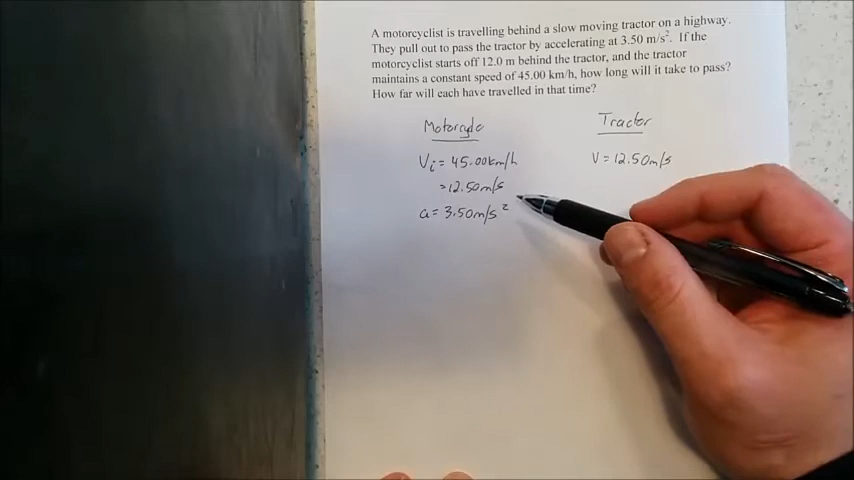 A motorcyclist is travelling behind a slow moving tractor on a highway.
They pull out to pass the tractor by accelerating at 3.50 m/s². If the
motorcyclist starts off 12.0 m behind the tractor, and the tractor
maintains a constant speed of 45.00 km/h, how long will it take to pass?
How far will each have travelled in that time?
Motorcycle
Vi = 45.00km/h
= 12.50m/s
a = 3.50m/s²
Tractor
V = 12.50m/s